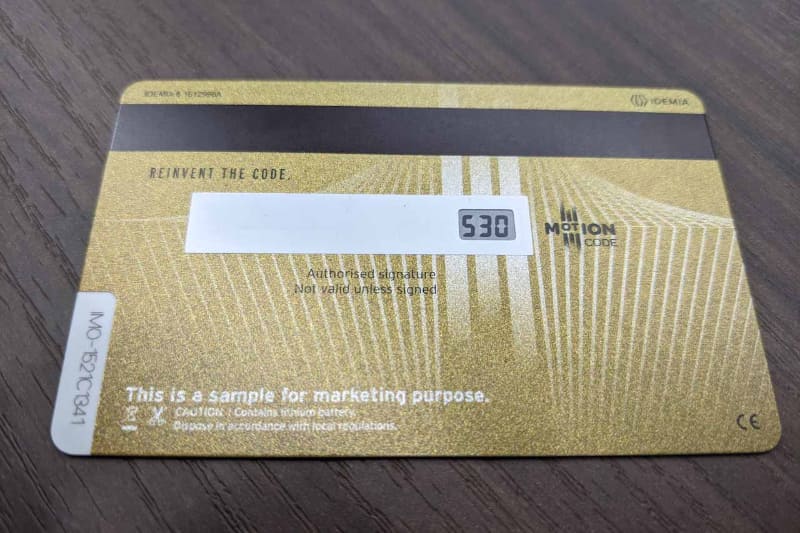 IDEMIA
REINVENT THE CODE.
530
MOTION
CODE
Authorised signature
Not valid unless signed
IMO-1521C1341
This is a sample for marketing purpose.
CAUTION : Contains lithium battery.
Dispose in accordance with local regulations.
CE